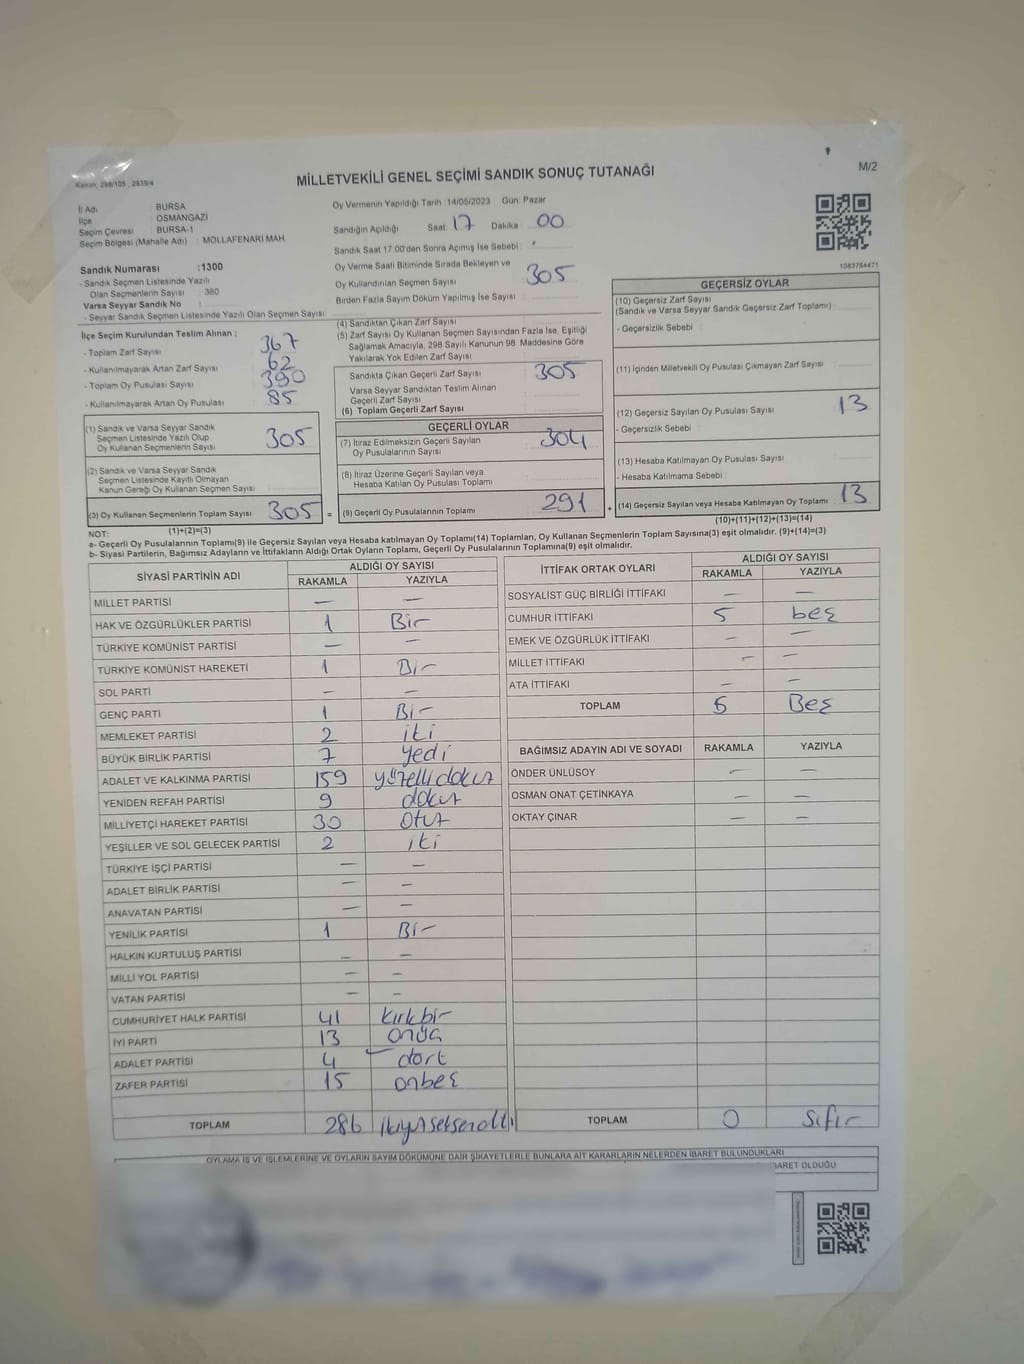 Kanun, 298/105 , 2839/4
M/2
MİLLETVEKİLİ GENEL SEÇİMİ SANDIK SONUÇ TUTANAĞI
İl Adı : BURSA
İlçe : OSMANGAZİ
Seçim Çevresi : BURSA-1
Seçim Bölgesi (Mahalle Adı) : MOLLAFENARİ MAH.
Sandık Numarası :1300
- Sandık Seçmen Listesinde Yazılı
Olan Seçmenlerin Sayısı : 360
Varsa Seyyar Sandık No :
- Seyyar Sandık Seçmen Listesinde Yazılı Olan Seçmen Sayısı:
Oy Vermenin Yapıldığı Tarih :14/05/2023 Gün: Pazar
Sandığın Açıldığı Saat: 17 Dakika: 00
Sandık Saat 17:00'den Sonra Açımış İse Sebebi :
Oy Verme Saati Bitiminde Sırada Bekleyen ve
Oy Kullandırılan Seçmen Sayısı : 305
Birden Fazla Sayım Döküm Yapılmış İse Sayısı :
1083764471
İlçe Seçim Kurulundan Teslim Alınan ;
- Toplam Zarf Sayısı : 367
- Kullanılmayarak Artan Zarf Sayısı : 62
- Toplam Oy Pusulası Sayısı : 390
- Kullanılmayarak Artan Oy Pusulası : 85
(1) Sandık ve Varsa Seyyar Sandık
Seçmen Listesinde Yazılı Olup
Oy Kullanan Seçmenlerin Sayısı : 305
(2) Sandık ve Varsa Seyyar Sandık
Seçmen Listesinde Kayıtlı Olmayan
Kanun Gereği Oy Kullanan Seçmen Sayısı :
(3) Oy Kullanan Seçmenlerin Toplam Sayısı : 305 =
(1)+(2)=(3)
(4) Sandıktan Çıkan Zarf Sayısı :
(5) Zarf Sayısı Oy Kullanan Seçmen Sayısından Fazla İse, Eşitliği
Sağlamak Amacıyla, 298 Sayılı Kanunun 98. Maddesine Göre
Yakılarak Yok Edilen Zarf Sayısı :
Sandıkta Çıkan Geçerli Zarf Sayısı : 305
Varsa Seyyar Sandıktan Teslim Alınan
Geçerli Zarf Sayısı :
(6) Toplam Geçerli Zarf Sayısı :
GEÇERLİ OYLAR
(7) İtiraz Edilmeksizin Geçerli Sayılan
Oy Pusulalarının Sayısı : 304
(8) İtiraz Üzerine Geçerli Sayılan veya
Hesaba Katılan Oy Pusulası Toplamı :
(9) Geçerli Oy Pusulalarının Toplamı : 291 +
GEÇERSİZ OYLAR
(10) Geçersiz Zarf Sayısı
(Sandık ve Varsa Seyyar Sandık Geçersiz Zarf Toplamı) :
- Geçersizlik Sebebi :
(11) İçinden Milletvekili Oy Pusulası Çıkmayan Zarf Sayısı :
(12) Geçersiz Sayılan Oy Pusulası Sayısı : 13
- Geçersizlik Sebebi :
(13) Hesaba Katılmayan Oy Pusulası Sayısı :
- Hesaba Katılmama Sebebi :
(14) Geçersiz Sayılan veya Hesaba Katılmayan Oy Toplamı : 13
(10)+(11)+(12)+(13)=(14)
NOT:
a- Geçerli Oy Pusulalarının Toplamı(9) ile Geçersiz Sayılan veya Hesaba katılmayan Oy Toplamı(14) Toplamları, Oy Kullanan Seçmenlerin Toplam Sayısına(3) eşit olmalıdır. (9)+(14)=(3)
b- Siyasi Partilerin, Bağımsız Adayların ve İttifakların Aldığı Ortak Oyların Toplamı, Geçerli Oy Pusulalarının Toplamına(9) eşit olmalıdır.
SİYASİ PARTİNİN ADI ALDIĞI OY SAYISI
RAKAMLA YAZIYLA
MİLLET PARTİSİ — —
HAK VE ÖZGÜRLÜKLER PARTİSİ 1 Bir
TÜRKİYE KOMÜNİST PARTİSİ — —
TÜRKİYE KOMÜNİST HAREKETİ 1 Bir
SOL PARTİ — —
GENÇ PARTİ 1 Bir
MEMLEKET PARTİSİ 2 iki
BÜYÜK BİRLİK PARTİSİ 7 yedi
ADALET VE KALKINMA PARTİSİ 159 yüzellidokuz
YENİDEN REFAH PARTİSİ 9 dokuz
MİLLİYETÇİ HAREKET PARTİSİ 30 otuz
YEŞİLLER VE SOL GELECEK PARTİSİ 2 iki
TÜRKİYE İŞÇİ PARTİSİ — —
ADALET BİRLİK PARTİSİ — —
ANAVATAN PARTİSİ — —
YENİLİK PARTİSİ 1 Bir
HALKIN KURTULUŞ PARTİSİ — —
MİLLİ YOL PARTİSİ — —
VATAN PARTİSİ — —
CUMHURİYET HALK PARTİSİ 41 kırkbir
İYİ PARTİ 13 onüç
ADALET PARTİSİ 4 dört
ZAFER PARTİSİ 15 onbeş
TOPLAM 286 ikiyüzseksenaltı
İTTİFAK ORTAK OYLARI ALDIĞI OY SAYISI
RAKAMLA YAZIYLA
SOSYALİST GÜÇ BİRLİĞİ İTTİFAKI — —
CUMHUR İTTİFAKI 5 beş
EMEK VE ÖZGÜRLÜK İTTİFAKI — —
MİLLET İTTİFAKI — —
ATA İTTİFAKI — —
TOPLAM 5 Beş
BAĞIMSIZ ADAYIN ADI VE SOYADI RAKAMLA YAZIYLA
ÖNDER ÜNLÜSOY — —
OSMAN ONAT ÇETİNKAYA — —
OKTAY ÇINAR — —
TOPLAM 0 Sıfır
OYLAMA İŞ VE İŞLEMLERİNE VE OYLARIN SAYIM DÖKÜMÜNE DAİR ŞİKAYETLERLE BUNLARA AİT KARARLARIN NELERDEN İBARET BULUNDUKLARI
İBARET OLDUĞU